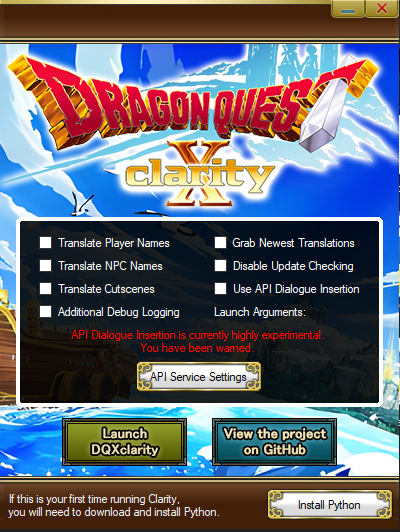 DRAGON QUEST
X
clarity
Translate Player Names
Grab Newest Translations
Translate NPC Names
Disable Update Checking
Translate Cutscenes
Use API Dialogue Insertion
Additional Debug Logging
Launch Arguments:
API Dialogue Insertion is currently highly experimental.
You have been warned.
API Service Settings
Launch
DQXclarity
View the project
on GitHub
If this is your first time running Clarity,
you will need to download and install Python.
Install Python